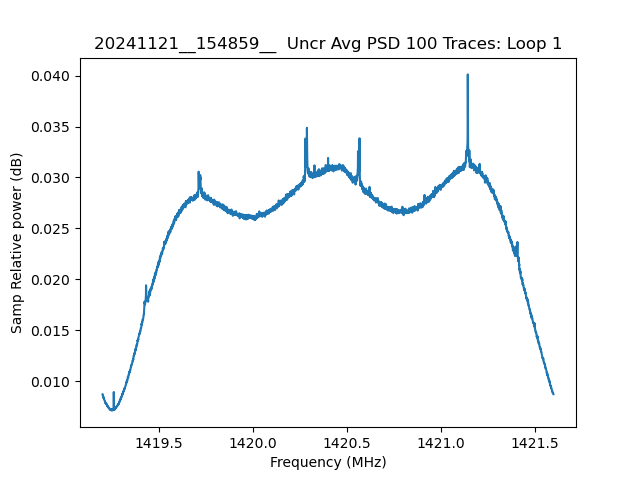 20241121__154859__  Uncr Avg PSD 100 Traces: Loop 1
0.040
0.035
0.030
0.025
0.020
0.015
0.010
Samp Relative power (dB)
1419.5 1420.0 1420.5 1421.0 1421.5
Frequency (MHz)